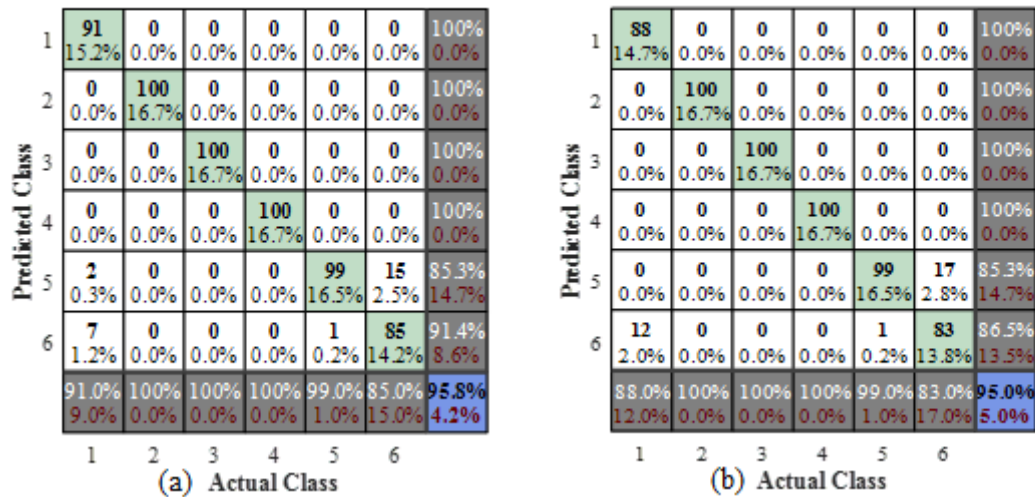 1 91 0 0 0 0 0 100%
15.2% 0.0% 0.0% 0.0% 0.0% 0.0% 0.0%
2 0 100 0 0 0 0 100%
0.0% 16.7% 0.0% 0.0% 0.0% 0.0% 0.0%
3 0 0 100 0 0 0 100%
0.0% 0.0% 16.7% 0.0% 0.0% 0.0% 0.0%
4 0 0 0 100 0 0 100%
0.0% 0.0% 0.0% 16.7% 0.0% 0.0% 0.0%
5 2 0 0 0 99 15 85.3%
0.3% 0.0% 0.0% 0.0% 16.5% 2.5% 14.7%
6 7 0 0 0 1 85 91.4%
1.2% 0.0% 0.0% 0.0% 0.2% 14.2% 8.6%
91.0% 100% 100% 100% 99.0% 85.0% 95.8%
9.0% 0.0% 0.0% 0.0% 1.0% 15.0% 4.2%
1 2 3 4 5 6
Predicted Class
(a) Actual Class
1 88 0 0 0 0 0 100%
14.7% 0.0% 0.0% 0.0% 0.0% 0.0% 0.0%
2 0 100 0 0 0 0 100%
0.0% 16.7% 0.0% 0.0% 0.0% 0.0% 0.0%
3 0 0 100 0 0 0 100%
0.0% 0.0% 16.7% 0.0% 0.0% 0.0% 0.0%
4 0 0 0 100 0 0 100%
0.0% 0.0% 0.0% 16.7% 0.0% 0.0% 0.0%
5 0 0 0 0 99 17 85.3%
0.0% 0.0% 0.0% 0.0% 16.5% 2.8% 14.7%
6 12 0 0 0 1 83 86.5%
2.0% 0.0% 0.0% 0.0% 0.2% 13.8% 13.5%
88.0% 100% 100% 100% 99.0% 83.0% 95.0%
12.0% 0.0% 0.0% 0.0% 1.0% 17.0% 5.0%
1 2 3 4 5 6
Predicted Class
(b) Actual Class